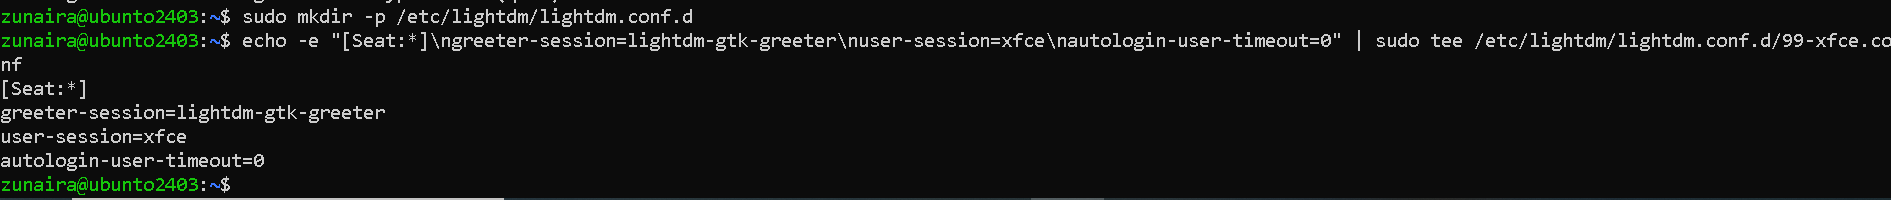 zunaira@ubunto2403:~$ sudo mkdir -p /etc/lightdm/lightdm.conf.d
zunaira@ubunto2403:~$ echo -e "[Seat:*]\ngreeter-session=lightdm-gtk-greeter\nuser-session=xfce\nautologin-user-timeout=0" | sudo tee /etc/lightdm/lightdm.conf.d/99-xfce.co
nf
[Seat:*]
greeter-session=lightdm-gtk-greeter
user-session=xfce
autologin-user-timeout=0
zunaira@ubunto2403:~$